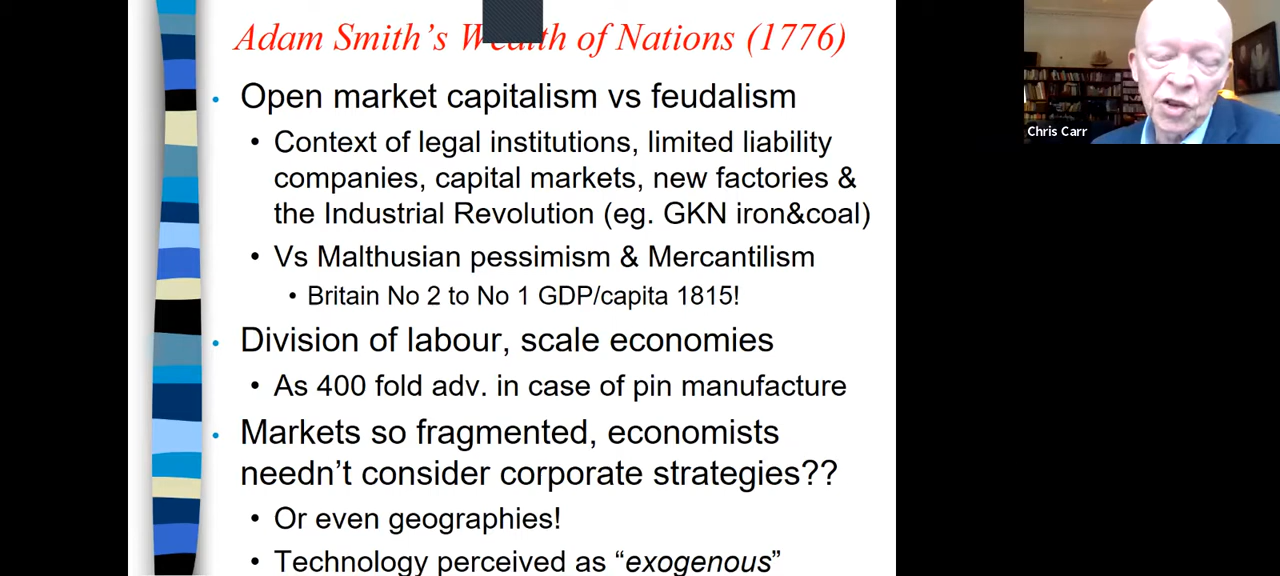 Adam Smith's Wealth of Nations (1776)
• Open market capitalism vs feudalism
• Context of legal institutions, limited liability
companies, capital markets, new factories &
the Industrial Revolution (eg. GKN iron&coal)
• Vs Malthusian pessimism & Mercantilism
• Britain No 2 to No 1 GDP/capita 1815!
• Division of labour, scale economies
• As 400 fold adv. in case of pin manufacture
• Markets so fragmented, economists
needn't consider corporate strategies??
• Or even geographies!
• Technology perceived as "exogenous"
Chris Carr